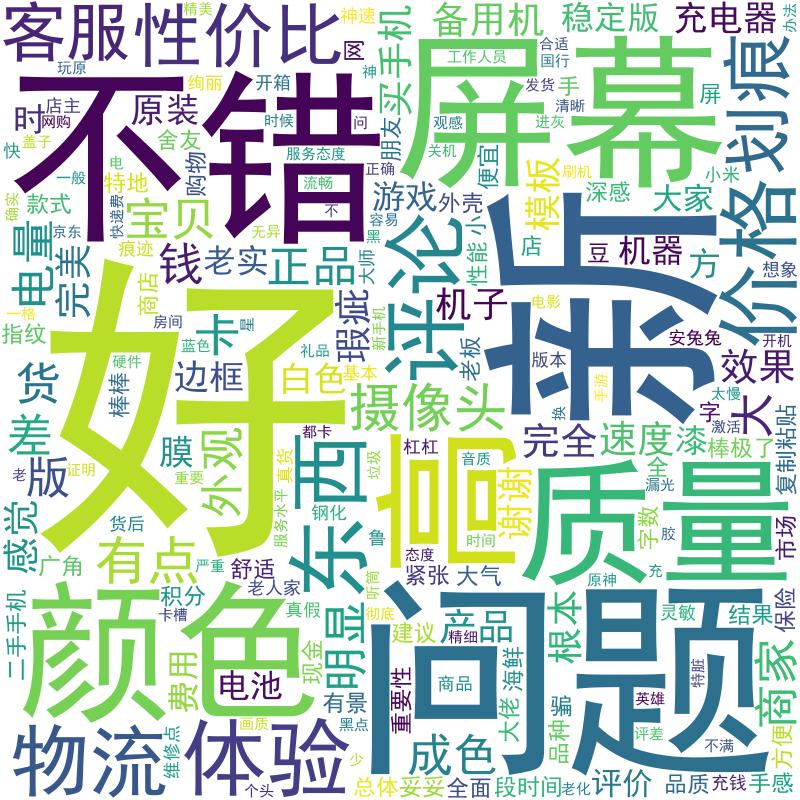 客服
性价比
精美
神速
网
玩原
绚丽
开箱
神
备用机
稳定版
充电器
办法
工作人员
合适
国行
买手机
不错
屏幕
划痕
时
店主
网购
原装
舍友
时候
问
快
盖子
电
服务态度
正确
朋友
观感
发货
清晰
屏
进灰
关机
便宜
手
刷机
小米
一般
特地
购物
流畅
不
确实
款式
快递费
京东
宝贝
无异
容易
黑
游戏
外壳
深感
大家
模板
电量
完美
痕迹
商店
钱
老实
正品
大师
评论
性能
小
店
亲听
豆
机器
方
价格
想象
一格
指纹
房间
卡
星
瑕疵
新手机
机子
电影
安兔兔
开机
好
蓝色
礼品
老板
版本
手游
效果
货
棒棒
硬件
边框
白色
基本
摄像头
换
字
太慢
大
激活
差
膜
外观
都卡
垃圾
杠杠
音质
完全
速度
漆
棒极了
复制粘贴
老
版
证明
重要
真货
东西
高
谢谢
质量
全
漏光
市场
感觉
货后
服务水平
钢化
鲁
时间
字数
胶
有点
广角
严重
舒适
听筒
态度
紧张
大气
原神
充
积分
老人家
卡槽
真假
彻底
颜色
明显
建议
产品
精细
问题
根本
灵敏
结果
保险
二手手机
费用
现金
电池
有景
黑点
重要性
商品
大佬
海鲜
骗
品种
英雄
特脏
商家
评差
不满
方便
物流
维修点
体验
画质
个头
少
成色
总体
妥妥
全面
段时间
老化
评价
品质
充钱
手感